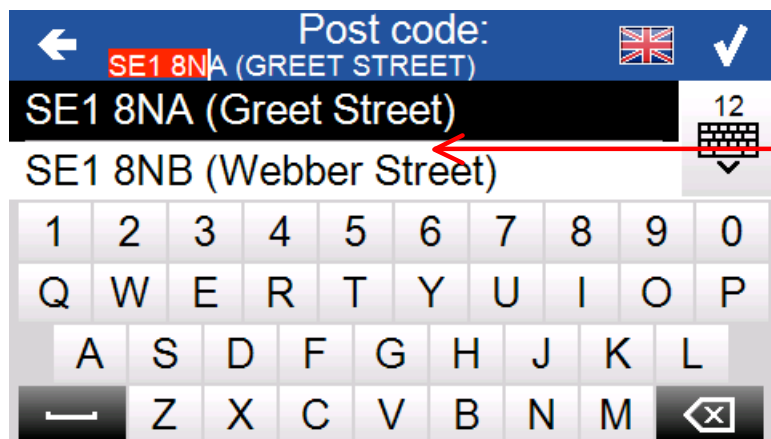 Post code:
SE1 8NA (GREET STREET)
SE1 8NA (Greet Street)
12
SE1 8NB (Webber Street)
1 2 3 4 5 6 7 8 9 0
Q W E R T Y U I O P
A S D F G H J K L
Z X C V B N M